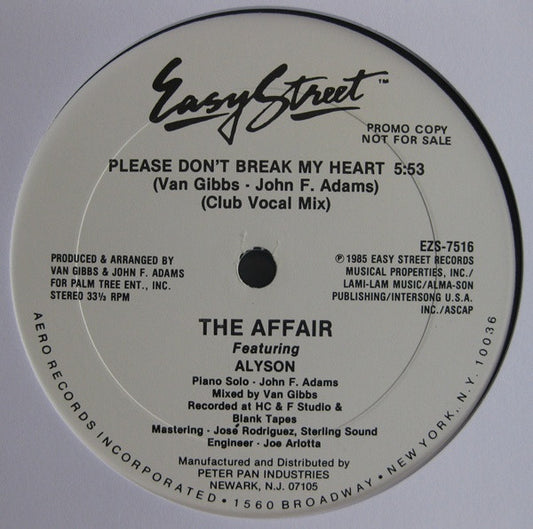 Easy Street™
PROMO COPY
NOT FOR SALE
PLEASE DON'T BREAK MY HEART 5:53
(Van Gibbs - John F. Adams)
(Club Vocal Mix)
PRODUCED & ARRANGED BY
VAN GIBBS & JOHN F. ADAMS
FOR PALM TREE ENT., INC.
STEREO 33⅓ RPM
EZS-7516
℗ 1985 EASY STREET RECORDS
MUSICAL PROPERTIES, INC./
LAMI-LAM MUSIC/ALMA-SON
PUBLISHING/INTERSONG U.S.A.
INC./ASCAP
THE AFFAIR
Featuring
ALYSON
Piano Solo - John F. Adams
Mixed by Van Gibbs
Recorded at HC & F Studio &
Blank Tapes
Mastering - José Rodriguez, Sterling Sound
Engineer - Joe Arlotta
Manufactured and Distributed by
PETER PAN INDUSTRIES
NEWARK, N.J. 07105
AERO RECORDS INCORPORATED • 1560 BROADWAY • NEW YORK, N.Y. 10036